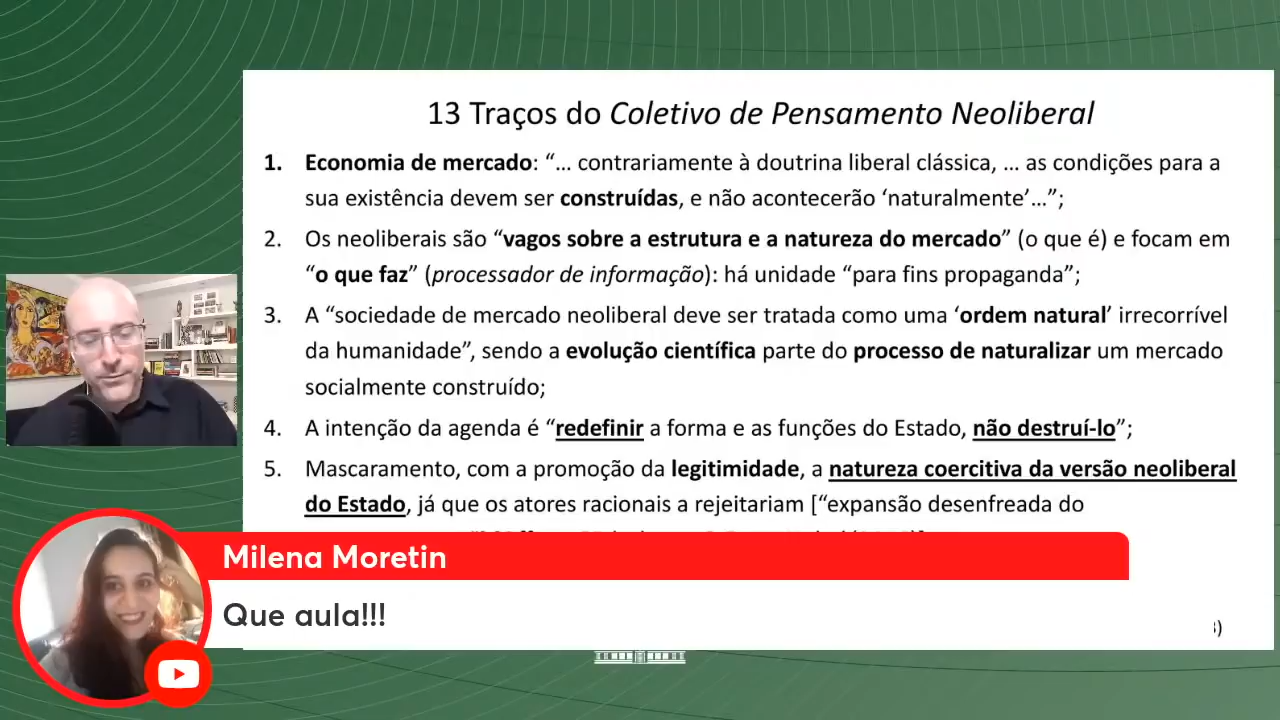 13 Traços do Coletivo de Pensamento Neoliberal
1. Economia de mercado: “… contrariamente à doutrina liberal clássica, … as condições para a
sua existência devem ser construídas, e não acontecerão ‘naturalmente’…”;
2. Os neoliberais são “vagos sobre a estrutura e a natureza do mercado” (o que é) e focam em
“o que faz” (processador de informação): há unidade “para fins propaganda”;
3. A “sociedade de mercado neoliberal deve ser tratada como uma ‘ordem natural’ irrecorrível
da humanidade”, sendo a evolução científica parte do processo de naturalizar um mercado
socialmente construído;
4. A intenção da agenda é “redefinir a forma e as funções do Estado, não destruí-lo”;
5. Mascaramento, com a promoção da legitimidade, a natureza coercitiva da versão neoliberal
do Estado, já que os atores racionais a rejeitariam [“expansão desenfreada do
Milena Moretin
Que aula!!!
)